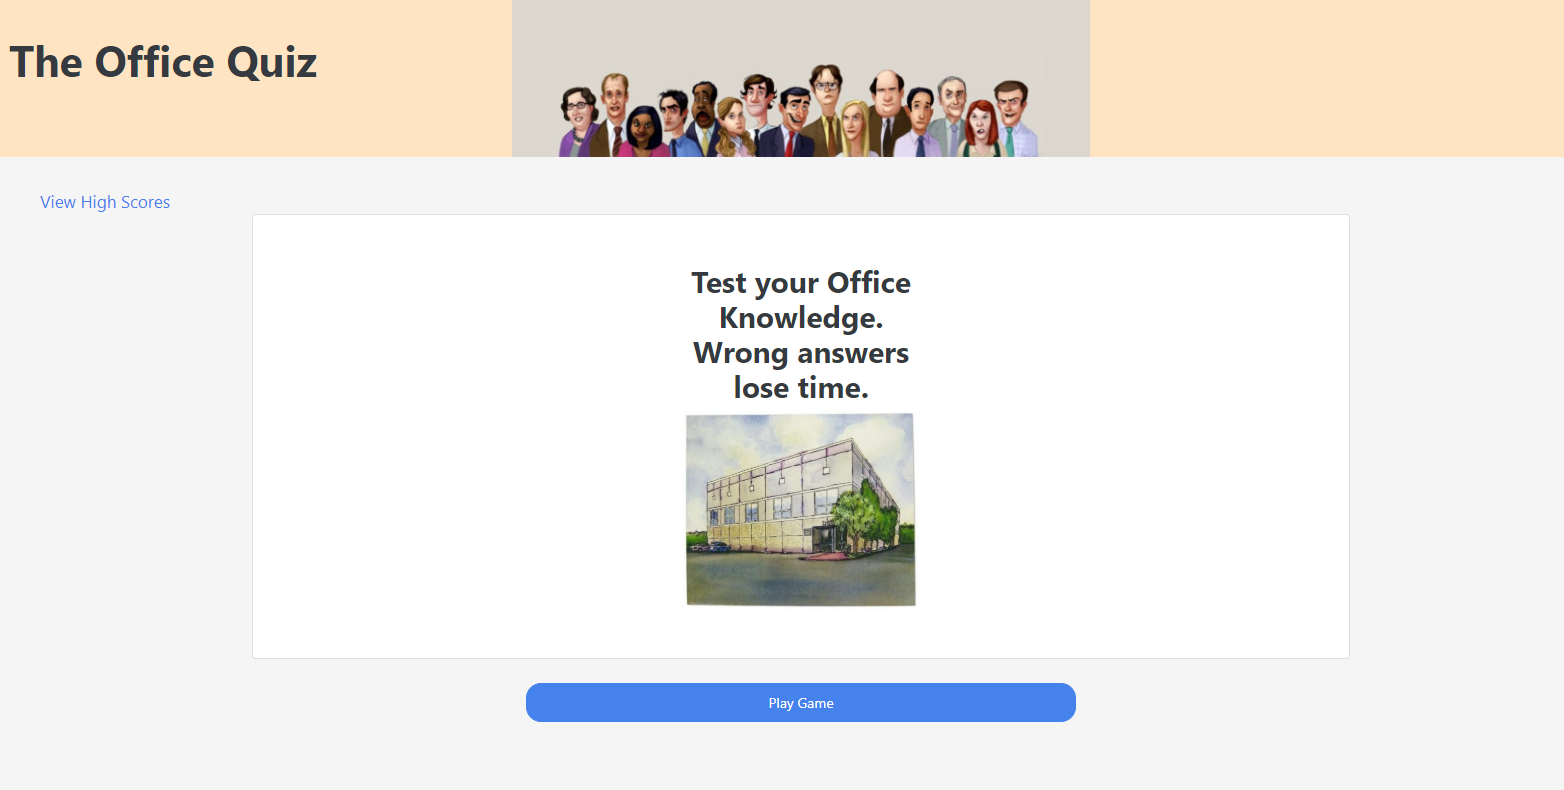 The Office Quiz
View High Scores
Test your Office
Knowledge.
Wrong answers
lose time.
Play Game